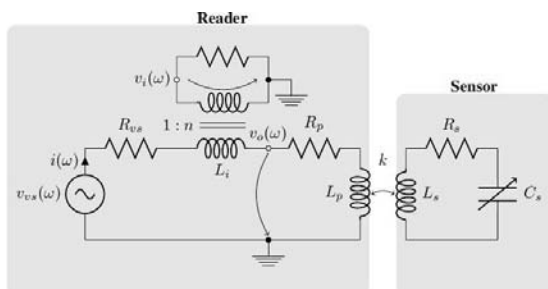 Reader
v_i(ω)
Sensor
R_vs
1 : n
v_o(ω)
R_p
k
R_s
i(ω)
v_vs(ω)
L_i
L_p
L_s
C_s